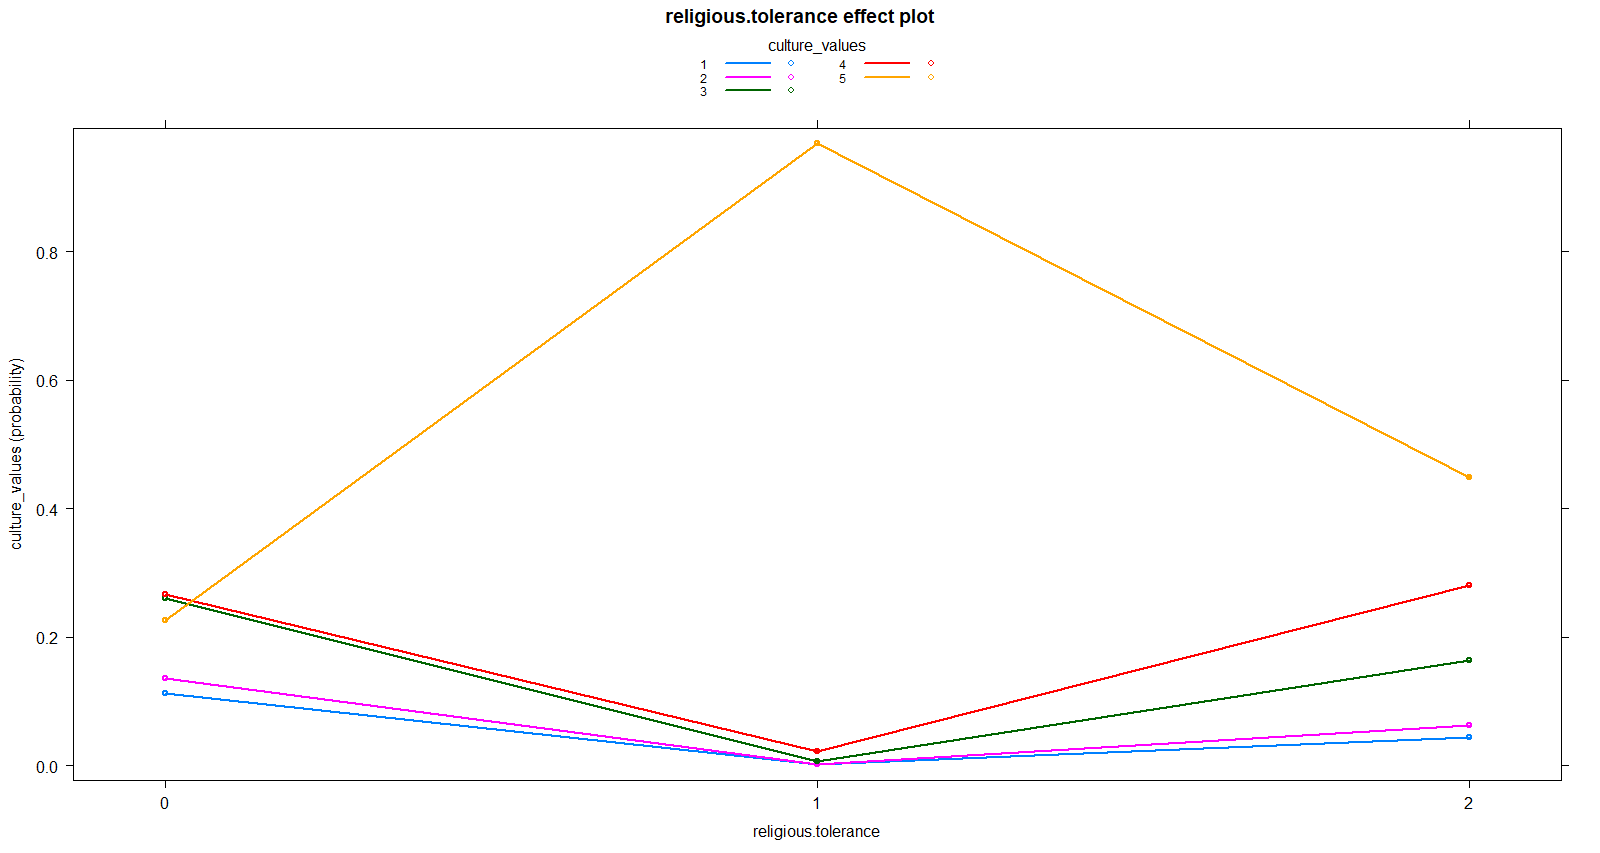 religious.tolerance effect plot
culture_values
1 4
2 5
3
0.8
0.6
0.4
0.2
0.0
culture_values (probability)
0 1 2
religious.tolerance